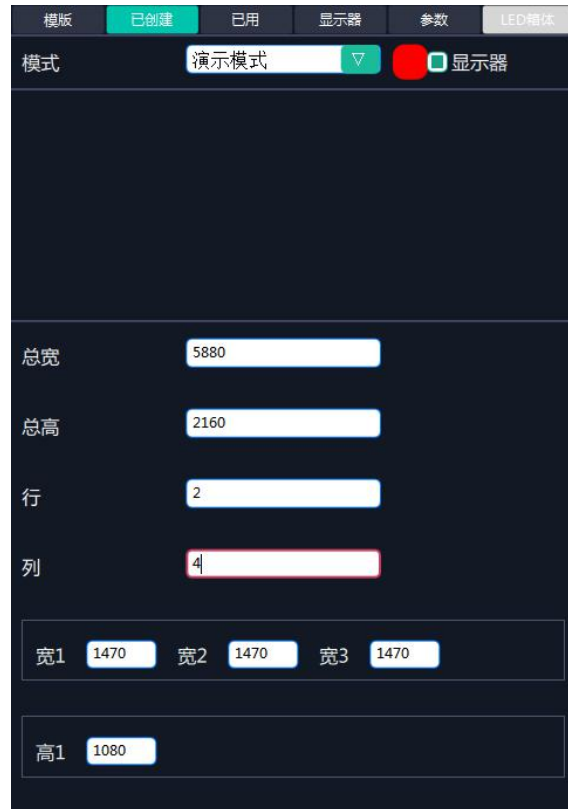 模版 已创建 已用 显示器 参数 LED箱体
模式 演示模式 显示器
总宽 5880
总高 2160
行 2
列 4
宽1 1470 宽2 1470 宽3 1470
高1 1080